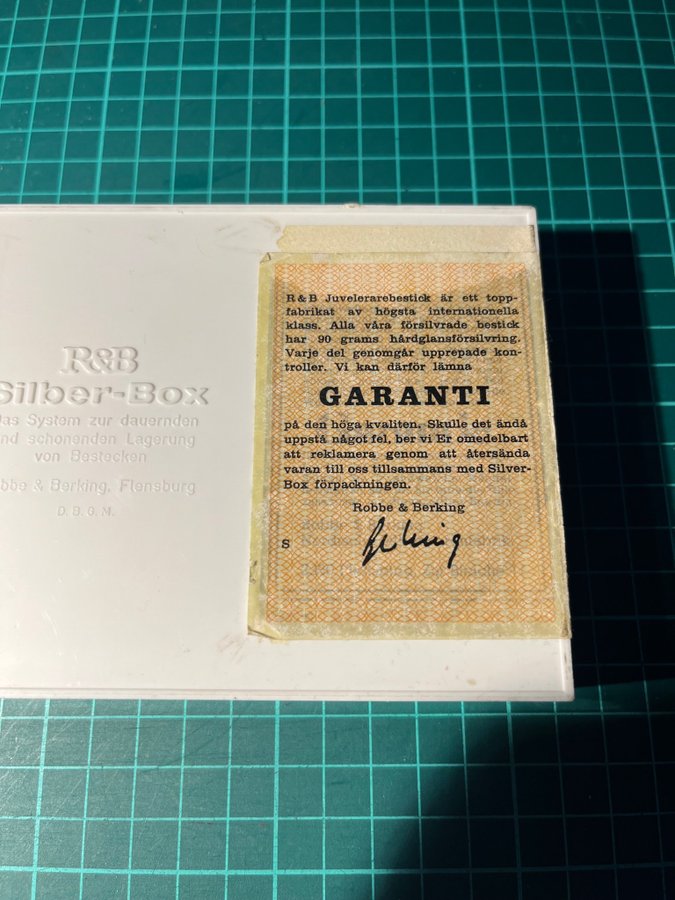 R&B
Silber-Box
Das System zur dauernden
und schonenden Lagerung
von Bestecken
Robbe & Berking, Flensburg
D.B.G.M.
R & B Juvelerarebestick är ett topp-
fabrikat av högsta internationella
klass. Alla våra försilvrade bestick
har 90 grams hårdglansförsilvring.
Varje del genomgår upprepade kon-
troller. Vi kan därför lämna
GARANTI
på den höga kvaliten. Skulle det ändå
uppstå något fel, ber vi Er omedelbart
att reklamera genom att återsända
varan till oss tillsammans med Silver-
Box förpackningen.
Robbe & Berking
Berking
S